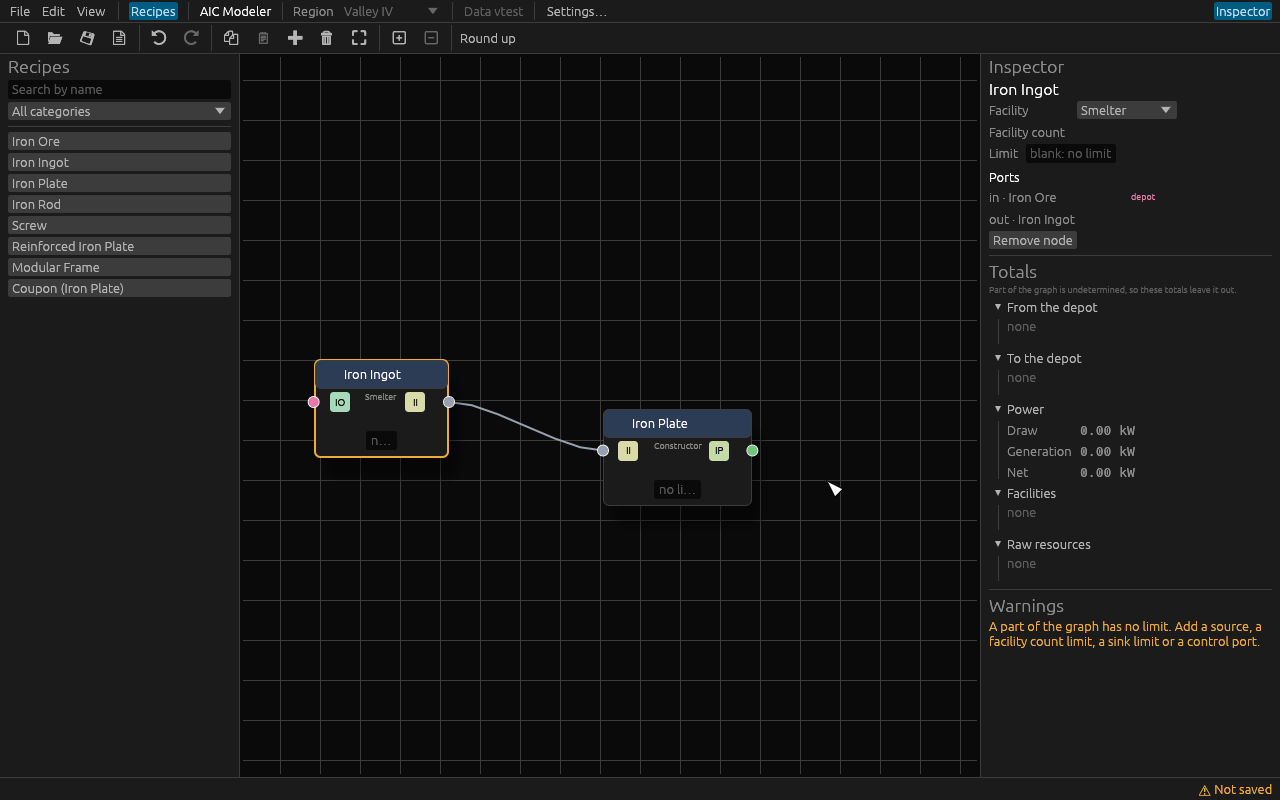 File Edit View Recipes AIC Modeler Region Valley IV Data vtest Settings... Inspector
Round up
Recipes
Search by name
All categories
Iron Ore
Iron Ingot
Iron Plate
Iron Rod
Screw
Reinforced Iron Plate
Modular Frame
Coupon (Iron Plate)
Iron Ingot
IO Smelter II
n...
Iron Plate
II Constructor IP
no li...
Inspector
Iron Ingot
Facility Smelter
Facility count
Limit blank: no limit
Ports
in · Iron Ore depot
out · Iron Ingot
Remove node
Totals
Part of the graph is undetermined, so these totals leave it out.
From the depot
none
To the depot
none
Power
Draw 0.00 kW
Generation 0.00 kW
Net 0.00 kW
Facilities
none
Raw resources
none
Warnings
A part of the graph has no limit. Add a source, a
facility count limit, a sink limit or a control port.
Not saved